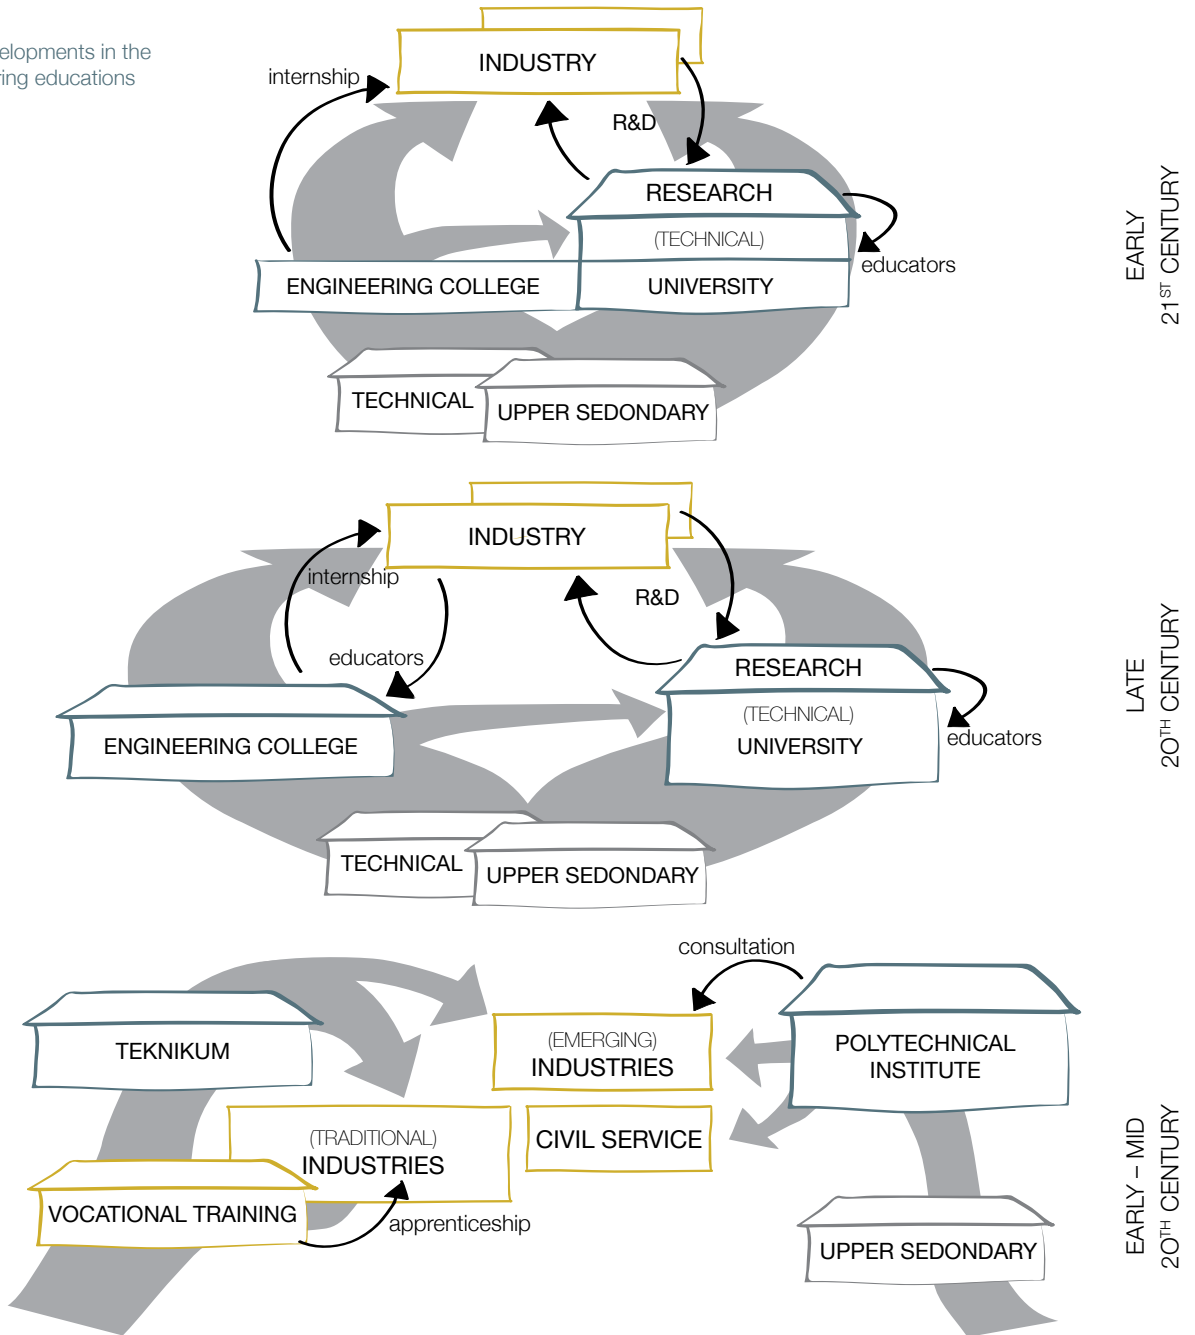 elopments in the
ring educations
INDUSTRY
internship
R&D
RESEARCH
(TECHNICAL)
educators
ENGINEERING COLLEGE
UNIVERSITY
TECHNICAL
UPPER SEDONDARY
EARLY
21ST CENTURY
INDUSTRY
internship
R&D
educators
RESEARCH
(TECHNICAL)
UNIVERSITY
educators
ENGINEERING COLLEGE
TECHNICAL
UPPER SEDONDARY
LATE
20TH CENTURY
consultation
TEKNIKUM
(EMERGING)
INDUSTRIES
POLYTECHNICAL
INSTITUTE
(TRADITIONAL)
INDUSTRIES
CIVIL SERVICE
VOCATIONAL TRAINING
apprenticeship
UPPER SEDONDARY
EARLY – MID
20TH CENTURY